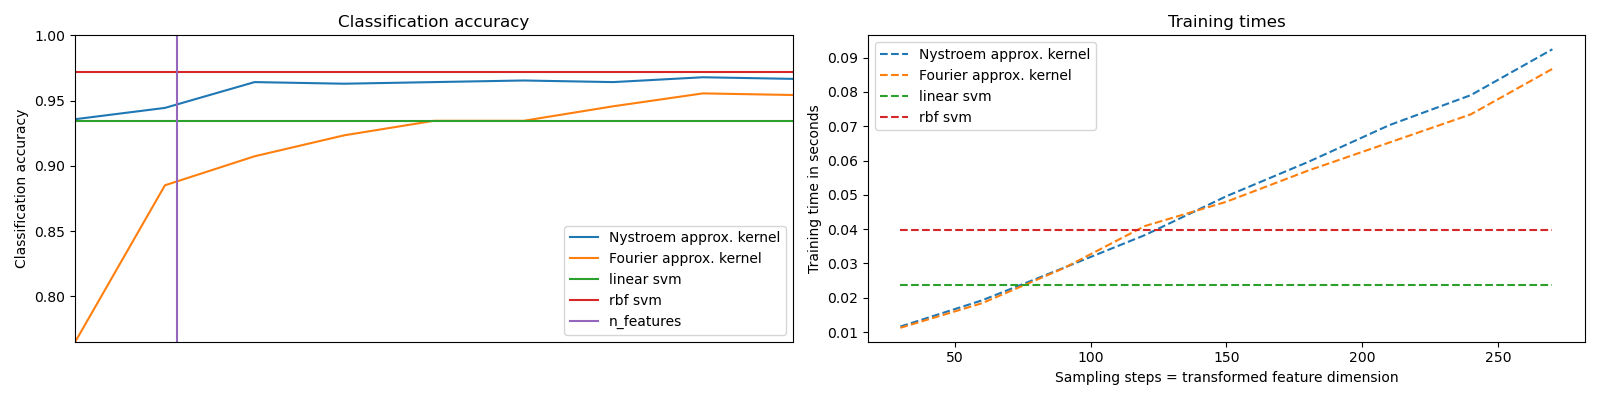 Classification accuracy
Classification accuracy
1.00
0.95
0.90
0.85
0.80
Nystroem approx. kernel
Fourier approx. kernel
linear svm
rbf svm
n_features
Training times
Training time in seconds
0.09
0.08
0.07
0.06
0.05
0.04
0.03
0.02
0.01
Nystroem approx. kernel
Fourier approx. kernel
linear svm
rbf svm
50 100 150 200 250
Sampling steps = transformed feature dimension